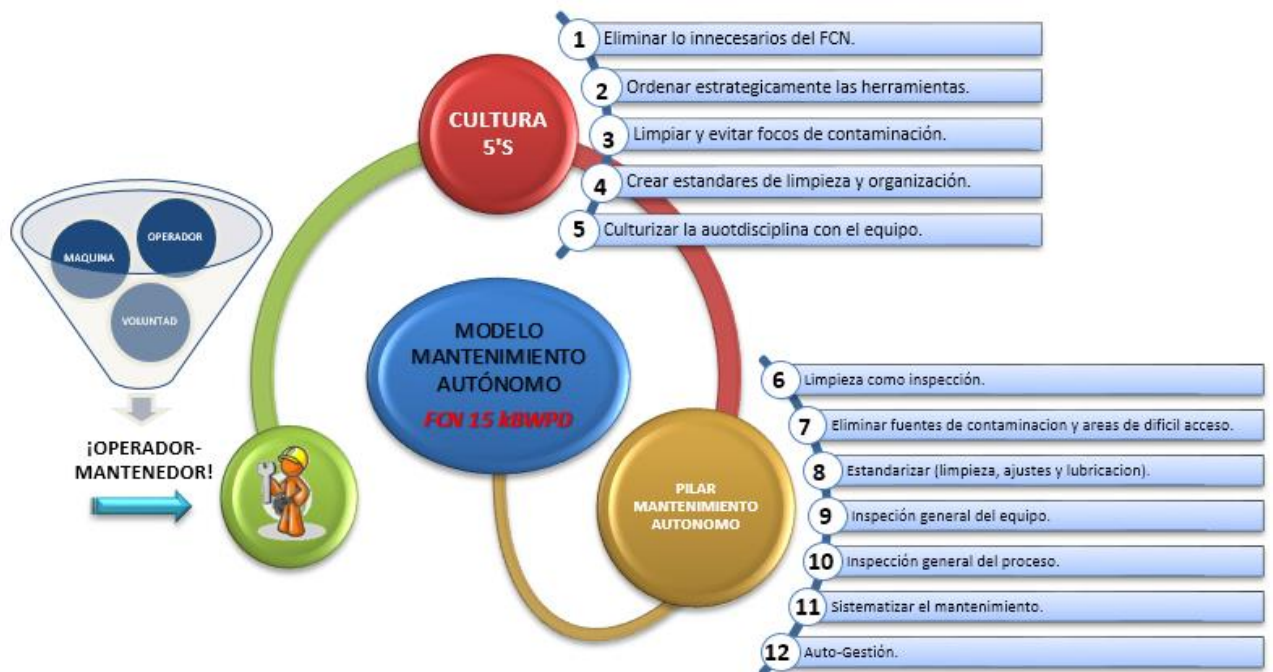 1 Eliminar lo innecesarios del FCN.
2 Ordenar estrategicamente las herramientas.
3 Limpiar y evitar focos de contaminación.
4 Crear estandares de limpieza y organización.
5 Culturizar la auotdisciplina con el equipo.
CULTURA
5'S
OPERADOR
MAQUINA
VOLUNTAD
¡OPERADOR-
MANTENEDOR!
MODELO
MANTENIMIENTO
AUTÓNOMO
FCN 15 kBWPD
PILAR
MANTENIMIENTO
AUTONOMO
6 Limpieza como inspección.
7 Eliminar fuentes de contaminacion y areas de dificil acceso.
8 Estandarizar (limpieza, ajustes y lubricacion).
9 Inspeción general del equipo.
10 Inspección general del proceso.
11 Sistematizar el mantenimiento.
12 Auto-Gestión.